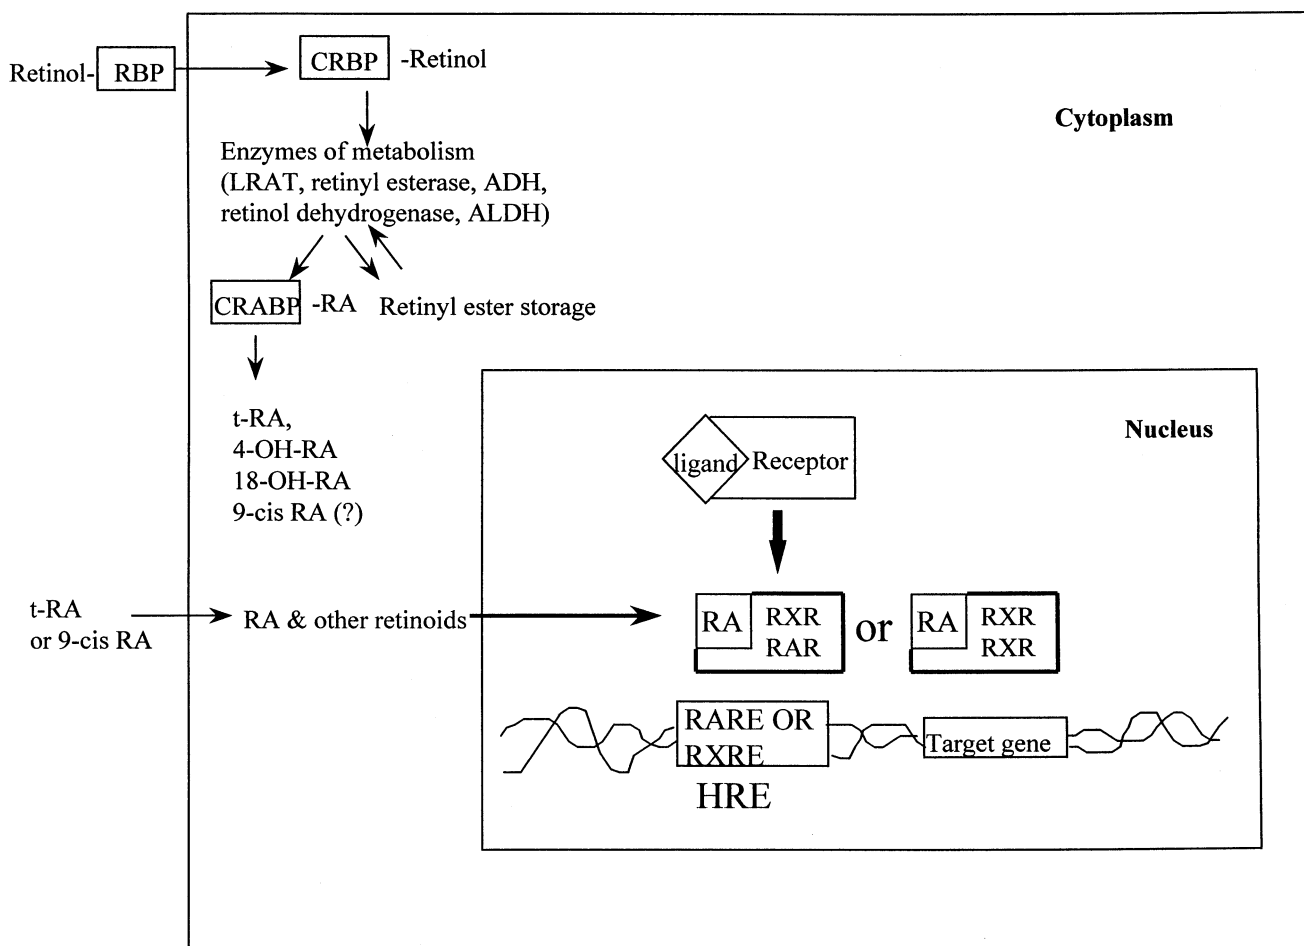 Retinol- RBP
CRBP -Retinol
Cytoplasm
Enzymes of metabolism
(LRAT, retinyl esterase, ADH,
retinol dehydrogenase, ALDH)
CRABP -RA
Retinyl ester storage
t-RA,
4-OH-RA
18-OH-RA
9-cis RA (?)
Nucleus
ligand Receptor
t-RA
or 9-cis RA
RA & other retinoids
RA
RXR
RAR
or
RA
RXR
RXR
RARE OR
RXRE
HRE
Target gene